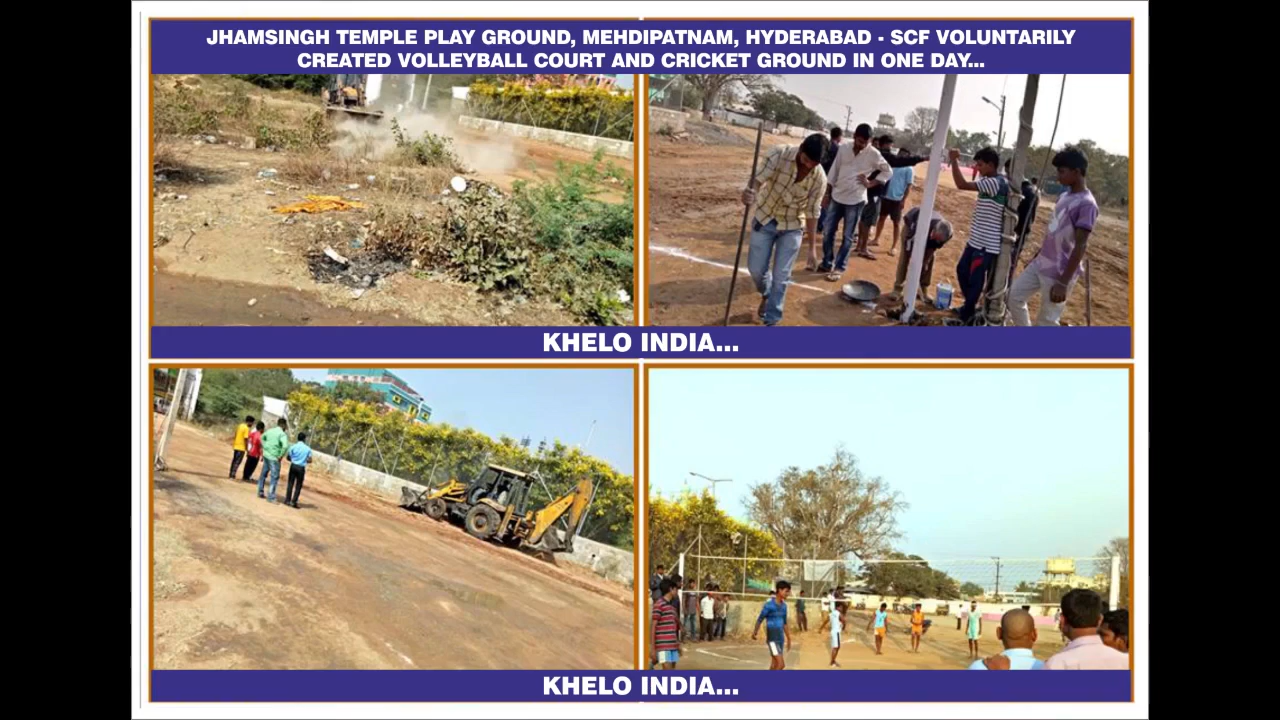 JHAMSINGH TEMPLE PLAY GROUND, MEHDIPATNAM, HYDERABAD - SCF VOLUNTARILY
CREATED VOLLEYBALL COURT AND CRICKET GROUND IN ONE DAY...
KHELO INDIA...
KHELO INDIA...